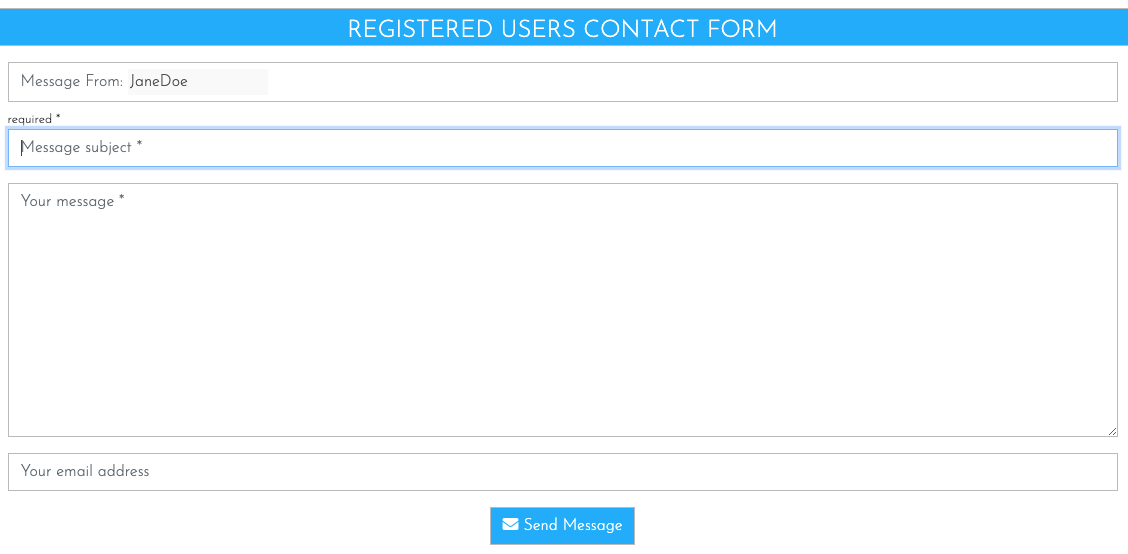 REGISTERED USERS CONTACT FORM
Message From: JaneDoe
required *
Message subject *
Your message *
Your email address
Send Message